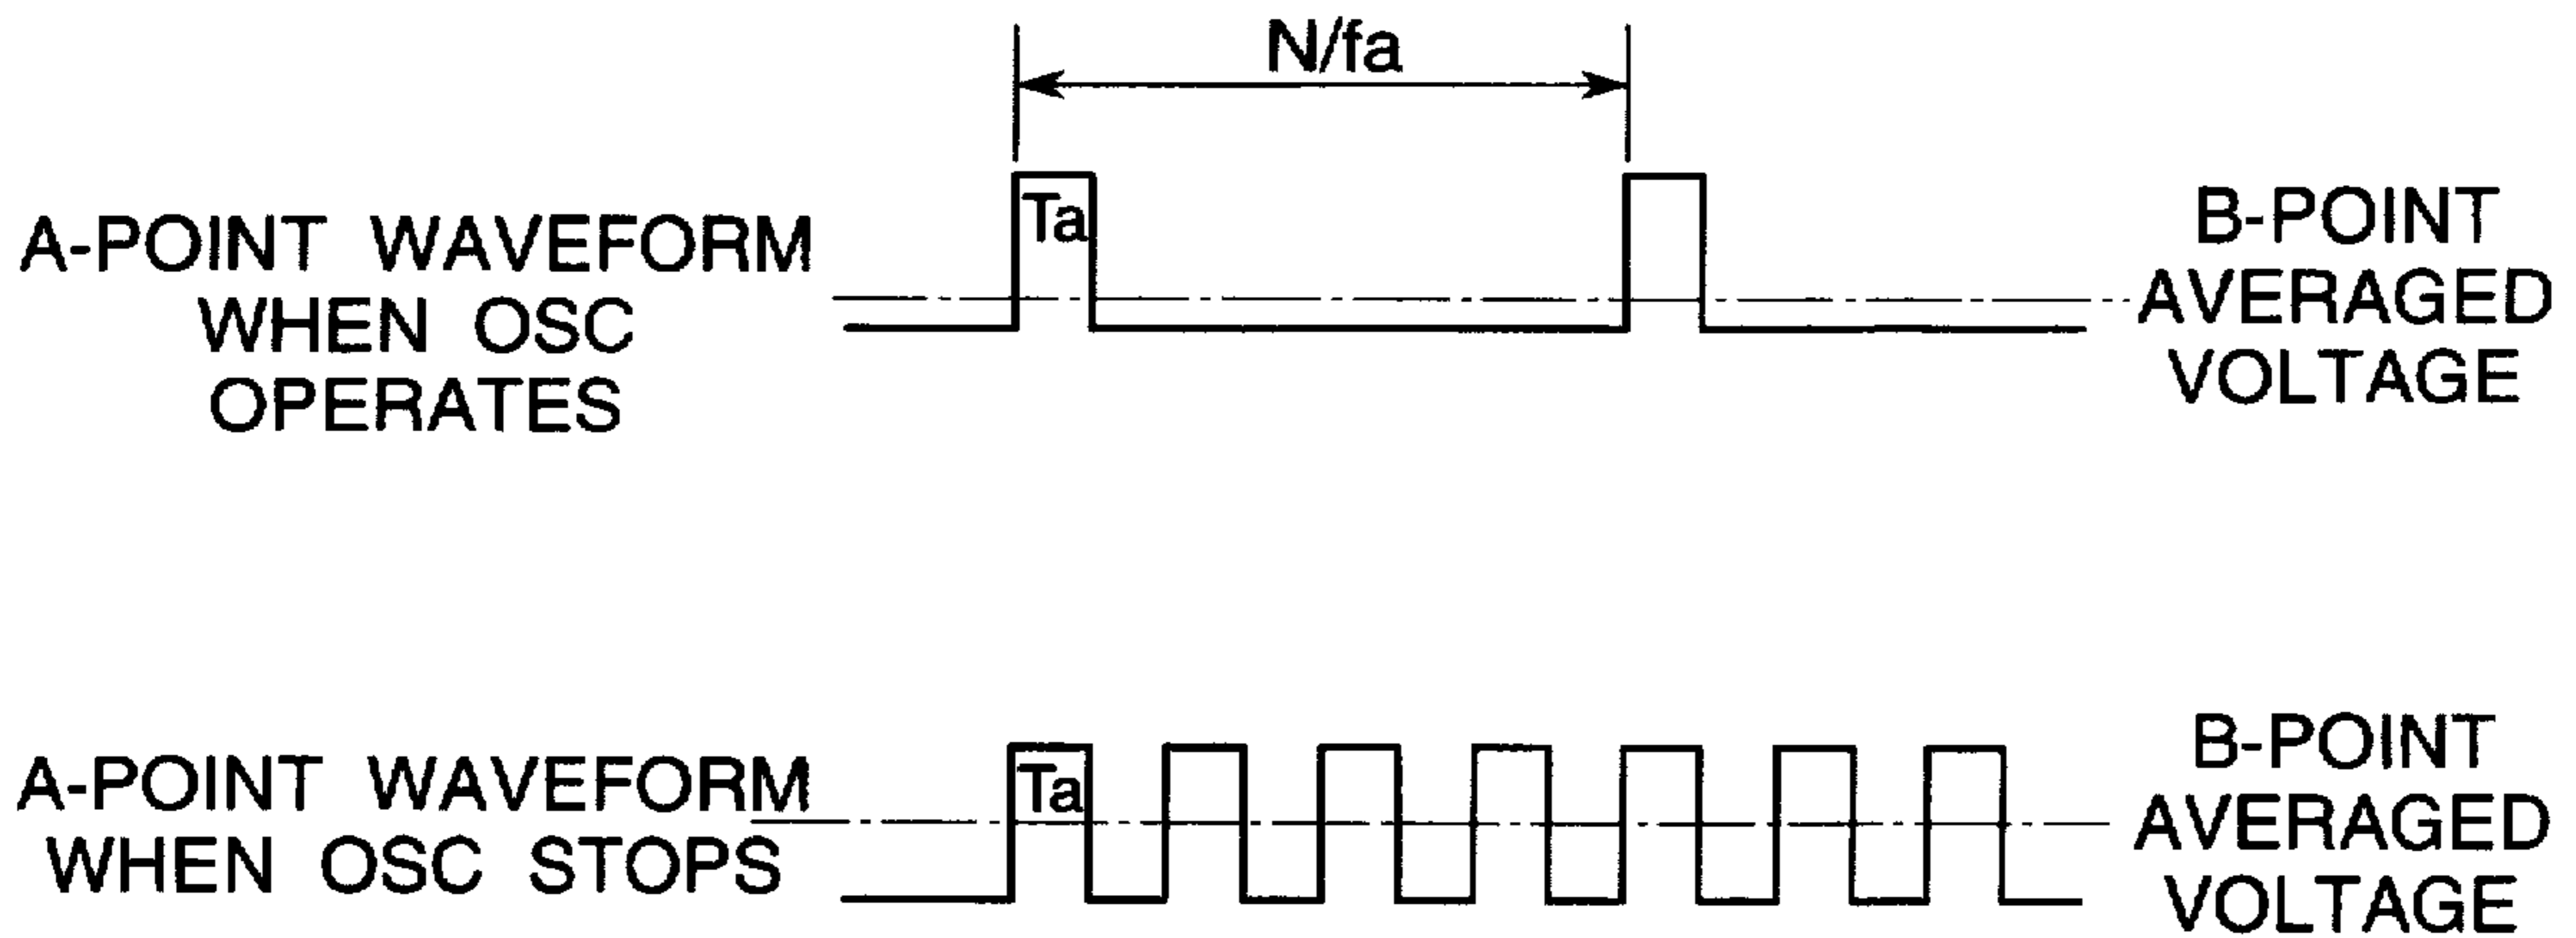 N/fa
A-POINT WAVEFORM
WHEN OSC
OPERATES
Ta
B-POINT
AVERAGED
VOLTAGE
A-POINT WAVEFORM
WHEN OSC STOPS
Ta
B-POINT
AVERAGED
VOLTAGE